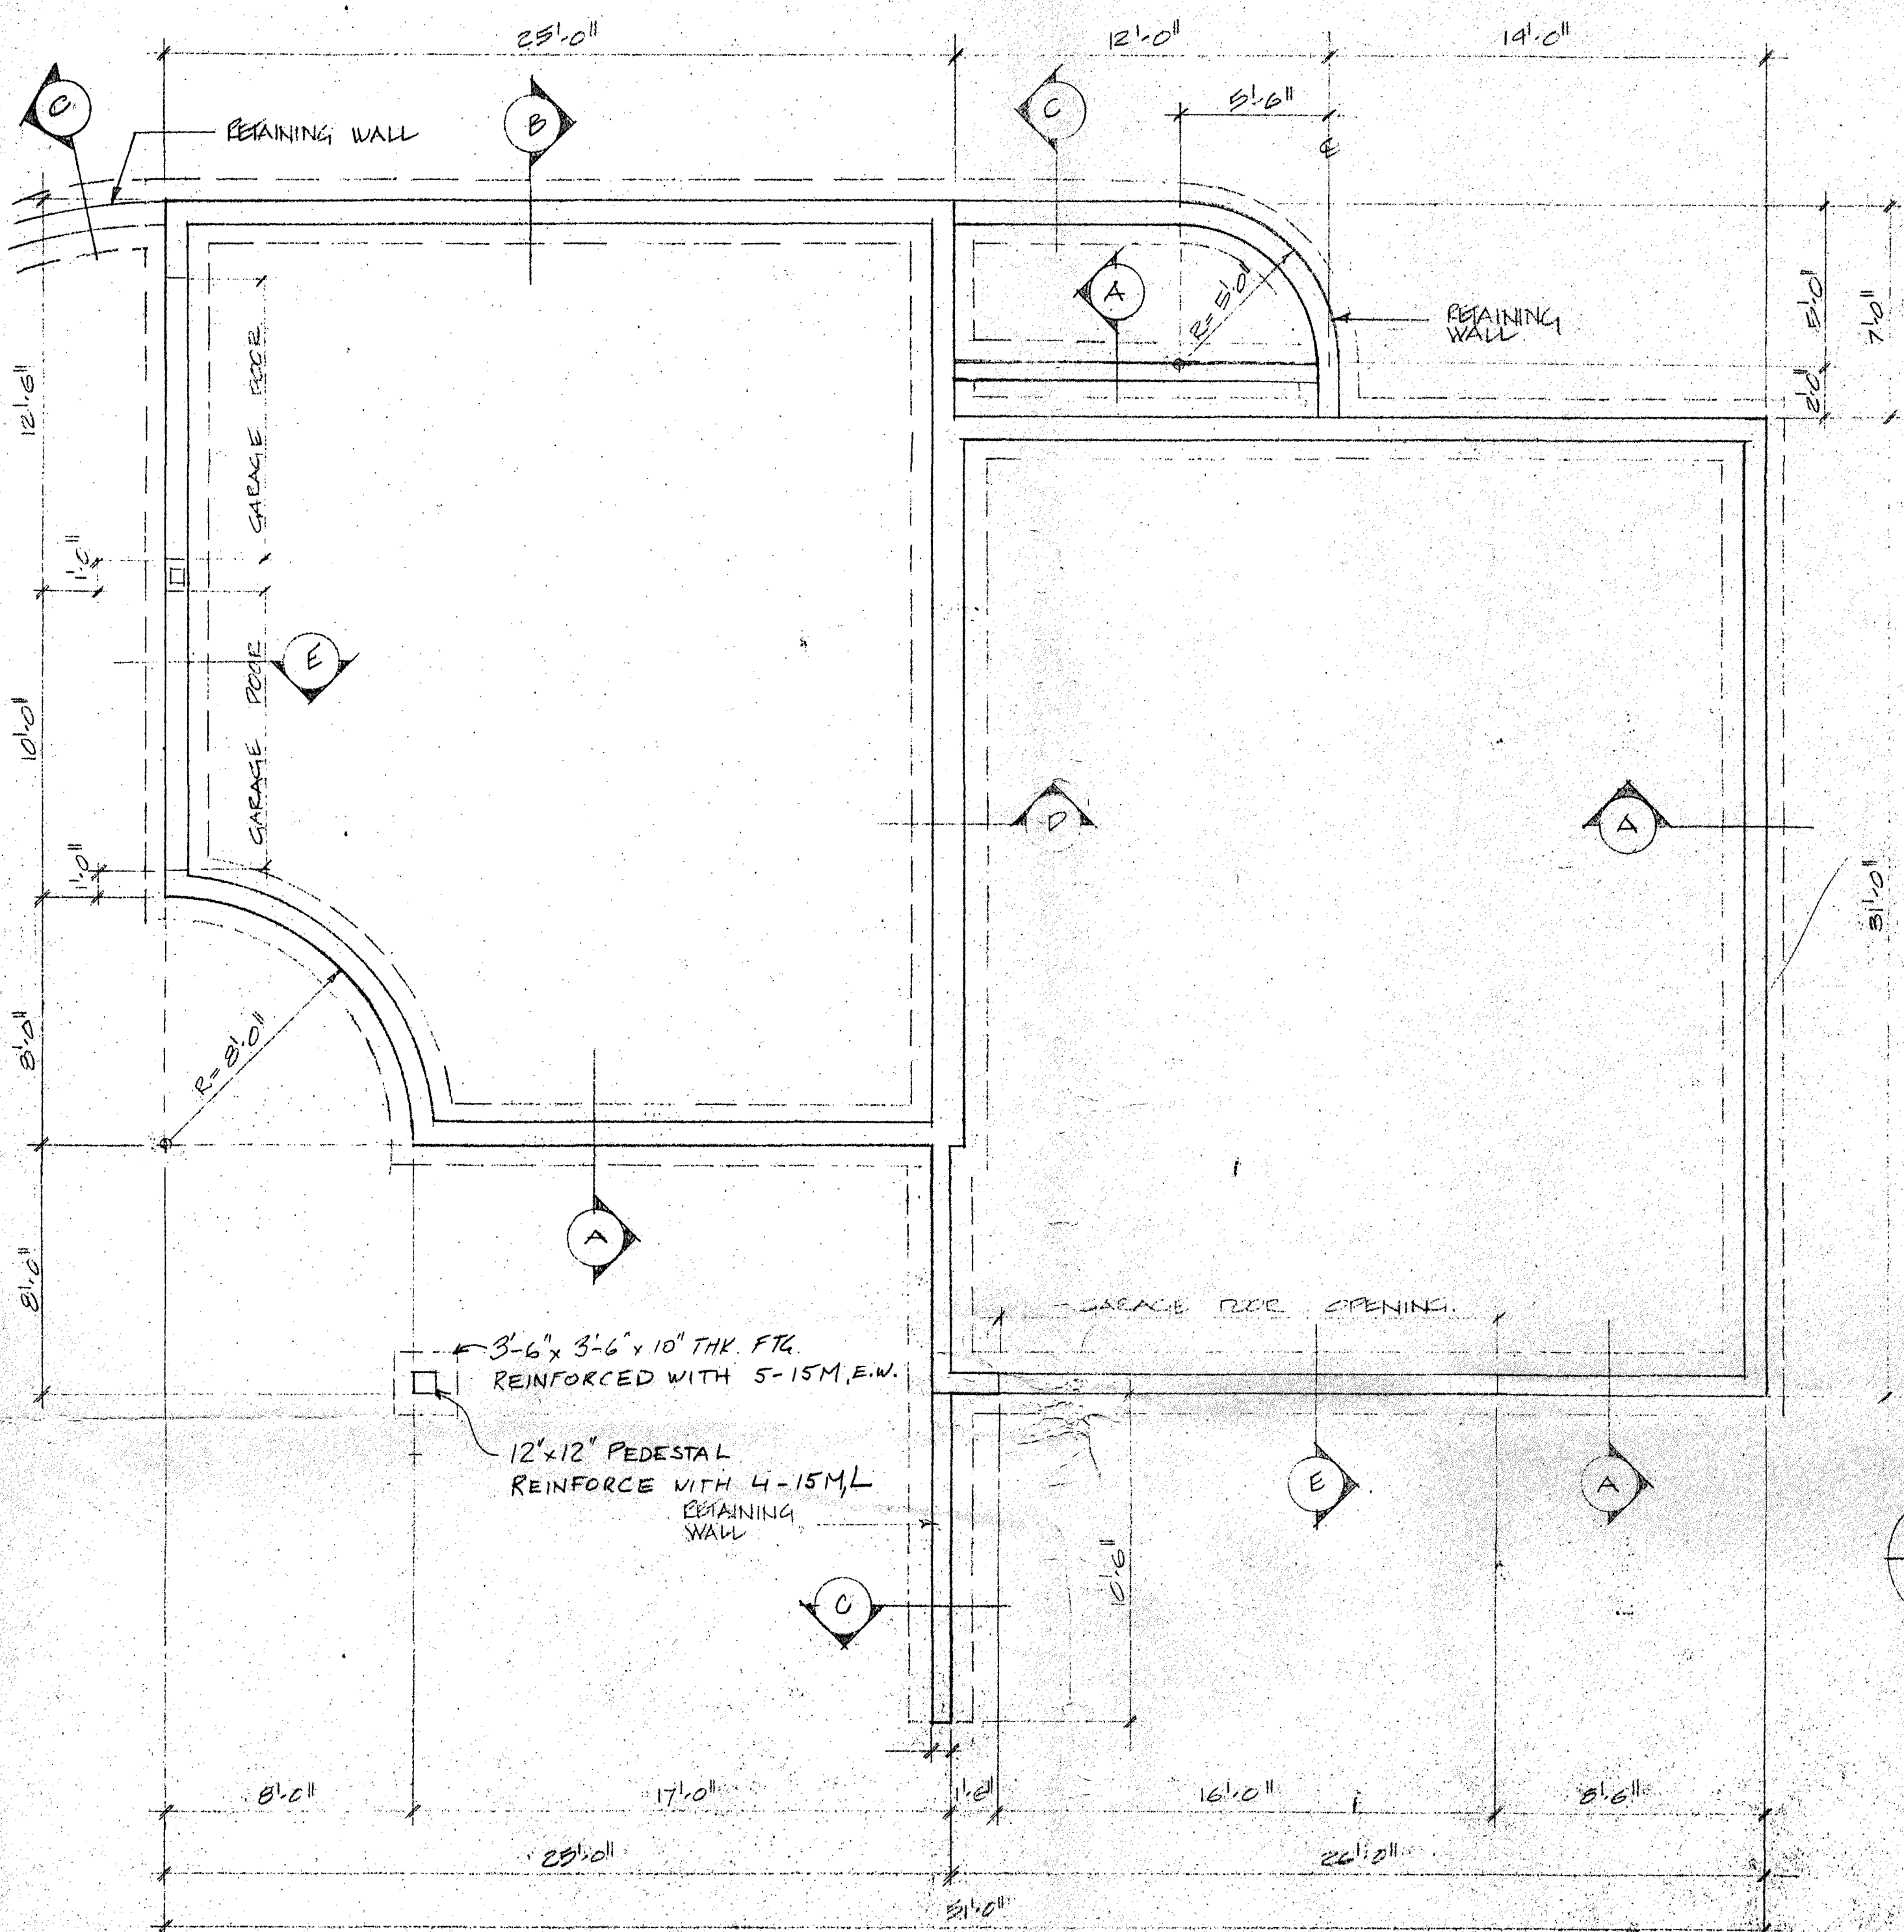 25'-0"
12'-0"
14'-0"
C
RETAINING WALL
B
C
5'-6"
℄
A
R= 5'-0"
RETAINING
WALL
5'-0"
7'-0"
2'-0"
12'-6"
GARAGE DOOR
1'-0"
E
10'-0"
GARAGE DOOR
D
A
1'-0"
31'-0"
8'-0"
R= 8'-0"
A
8'-0"
GARAGE DOOR OPENING.
3'-6" x 3'-6" x 10" THK. FTG.
REINFORCED WITH 5-15M, E.W.
12"x12" PEDESTAL
REINFORCE WITH 4-15M, L
RETAINING
WALL
E
A
10'-6"
C
8'-0"
17'-0"
1'-6"
16'-0"
8'-6"
25'-0"
26'-0"
51'-0"